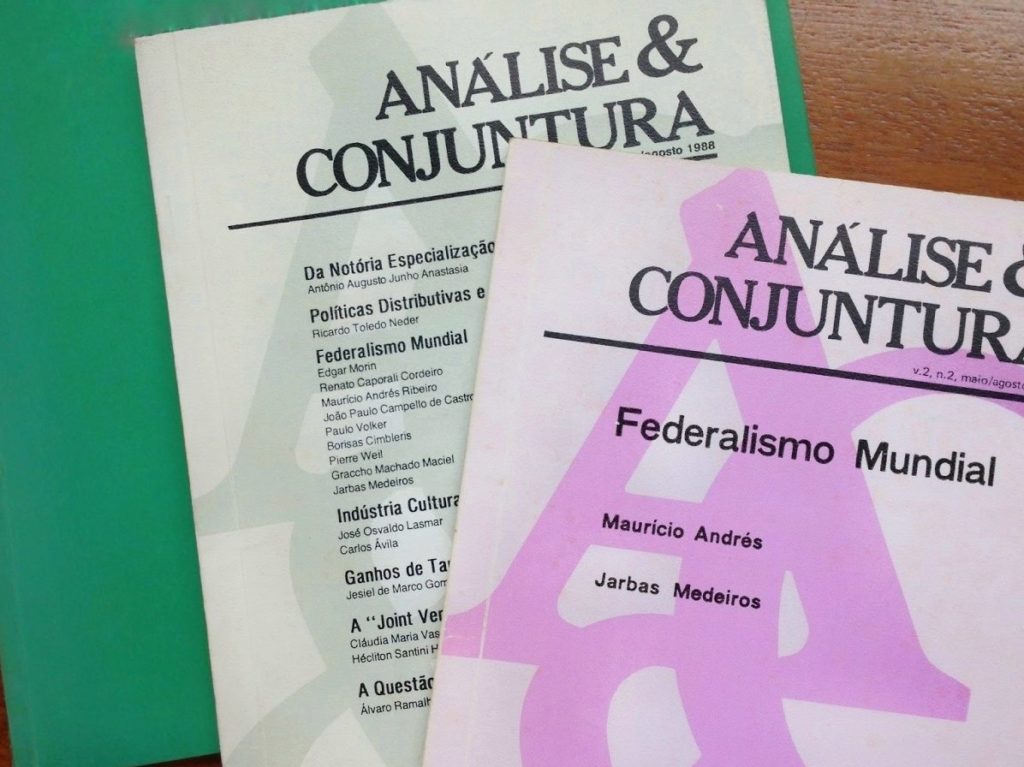 ANÁLISE &
CONJUNTURA
/agosto 1988
Da Notória Especialização
Antônio Augusto Junho Anastasia
Políticas Distributivas e
Ricardo Toledo Neder
Federalismo Mundial
Edgar Morin
Renato Caporali Cordeiro
Maurício Andrés Ribeiro
João Paulo Campello de Castro
Paulo Volker
Borisas Cimbleris
Pierre Weil
Graccho Machado Maciel
Jarbas Medeiros
Indústria Cultura
José Osvaldo Lasmar
Carlos Ávila
Ganhos de
Jesiel de Marco
A "Joint
Cláudia Maria
Hécliton Santini
A Questão
Álvaro
ANÁLISE &
CONJUNTURA
v.2, n.2, maio/agosto
Federalismo Mundial
Maurício Andrés
Jarbas Medeiros